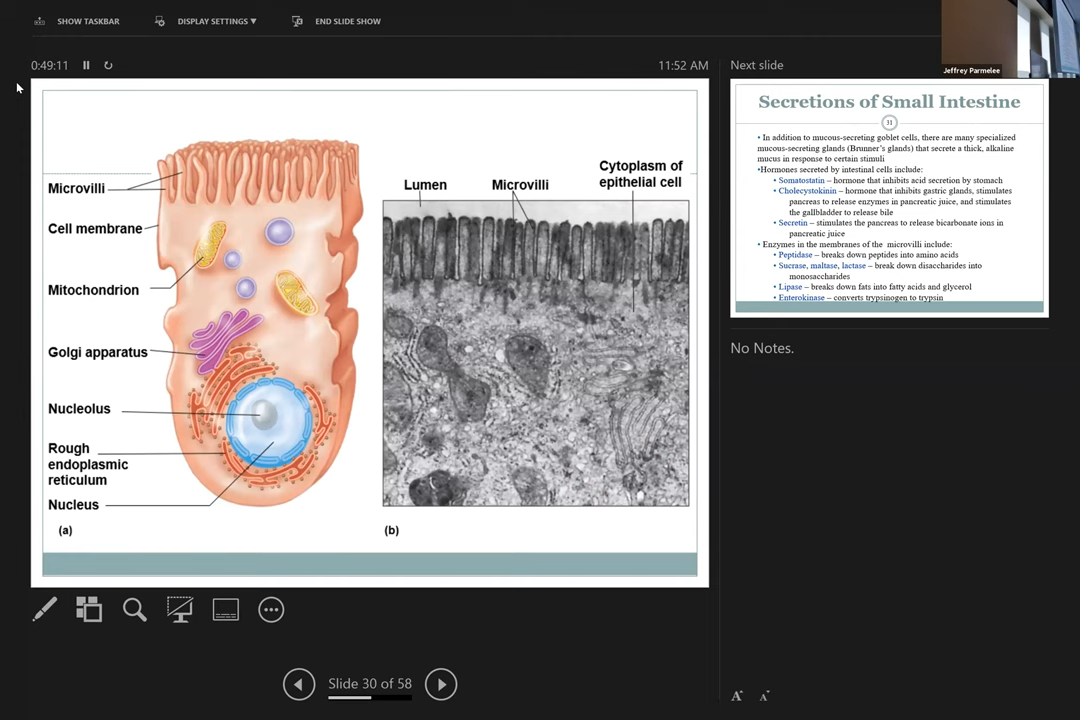 SHOW TASKBAR
DISPLAY SETTINGS ▼
END SLIDE SHOW
Jeffrey Parmelee
0:49:11
11:52 AM
Next slide
Microvilli
Cell membrane
Mitochondrion
Golgi apparatus
Nucleolus
Rough
endoplasmic
reticulum
Nucleus
(a)
Lumen
Microvilli
Cytoplasm of
epithelial cell
(b)
Secretions of Small Intestine
31
• In addition to mucous-secreting goblet cells, there are many specialized
mucous-secreting glands (Brunner's glands) that secrete a thick, alkaline
mucus in response to certain stimuli
•Hormones secreted by intestinal cells include:
• Somatostatin – hormone that inhibits acid secretion by stomach
• Cholecystokinin – hormone that inhibits gastric glands, stimulates
pancreas to release enzymes in pancreatic juice, and stimulates
the gallbladder to release bile
• Secretin – stimulates the pancreas to release bicarbonate ions in
pancreatic juice
• Enzymes in the membranes of the microvilli include:
• Peptidase – breaks down peptides into amino acids
• Sucrase, maltase, lactase – break down disaccharides into
monosaccharides
• Lipase – breaks down fats into fatty acids and glycerol
• Enterokinase – converts trypsinogen to trypsin
No Notes.
Slide 30 of 58
A A